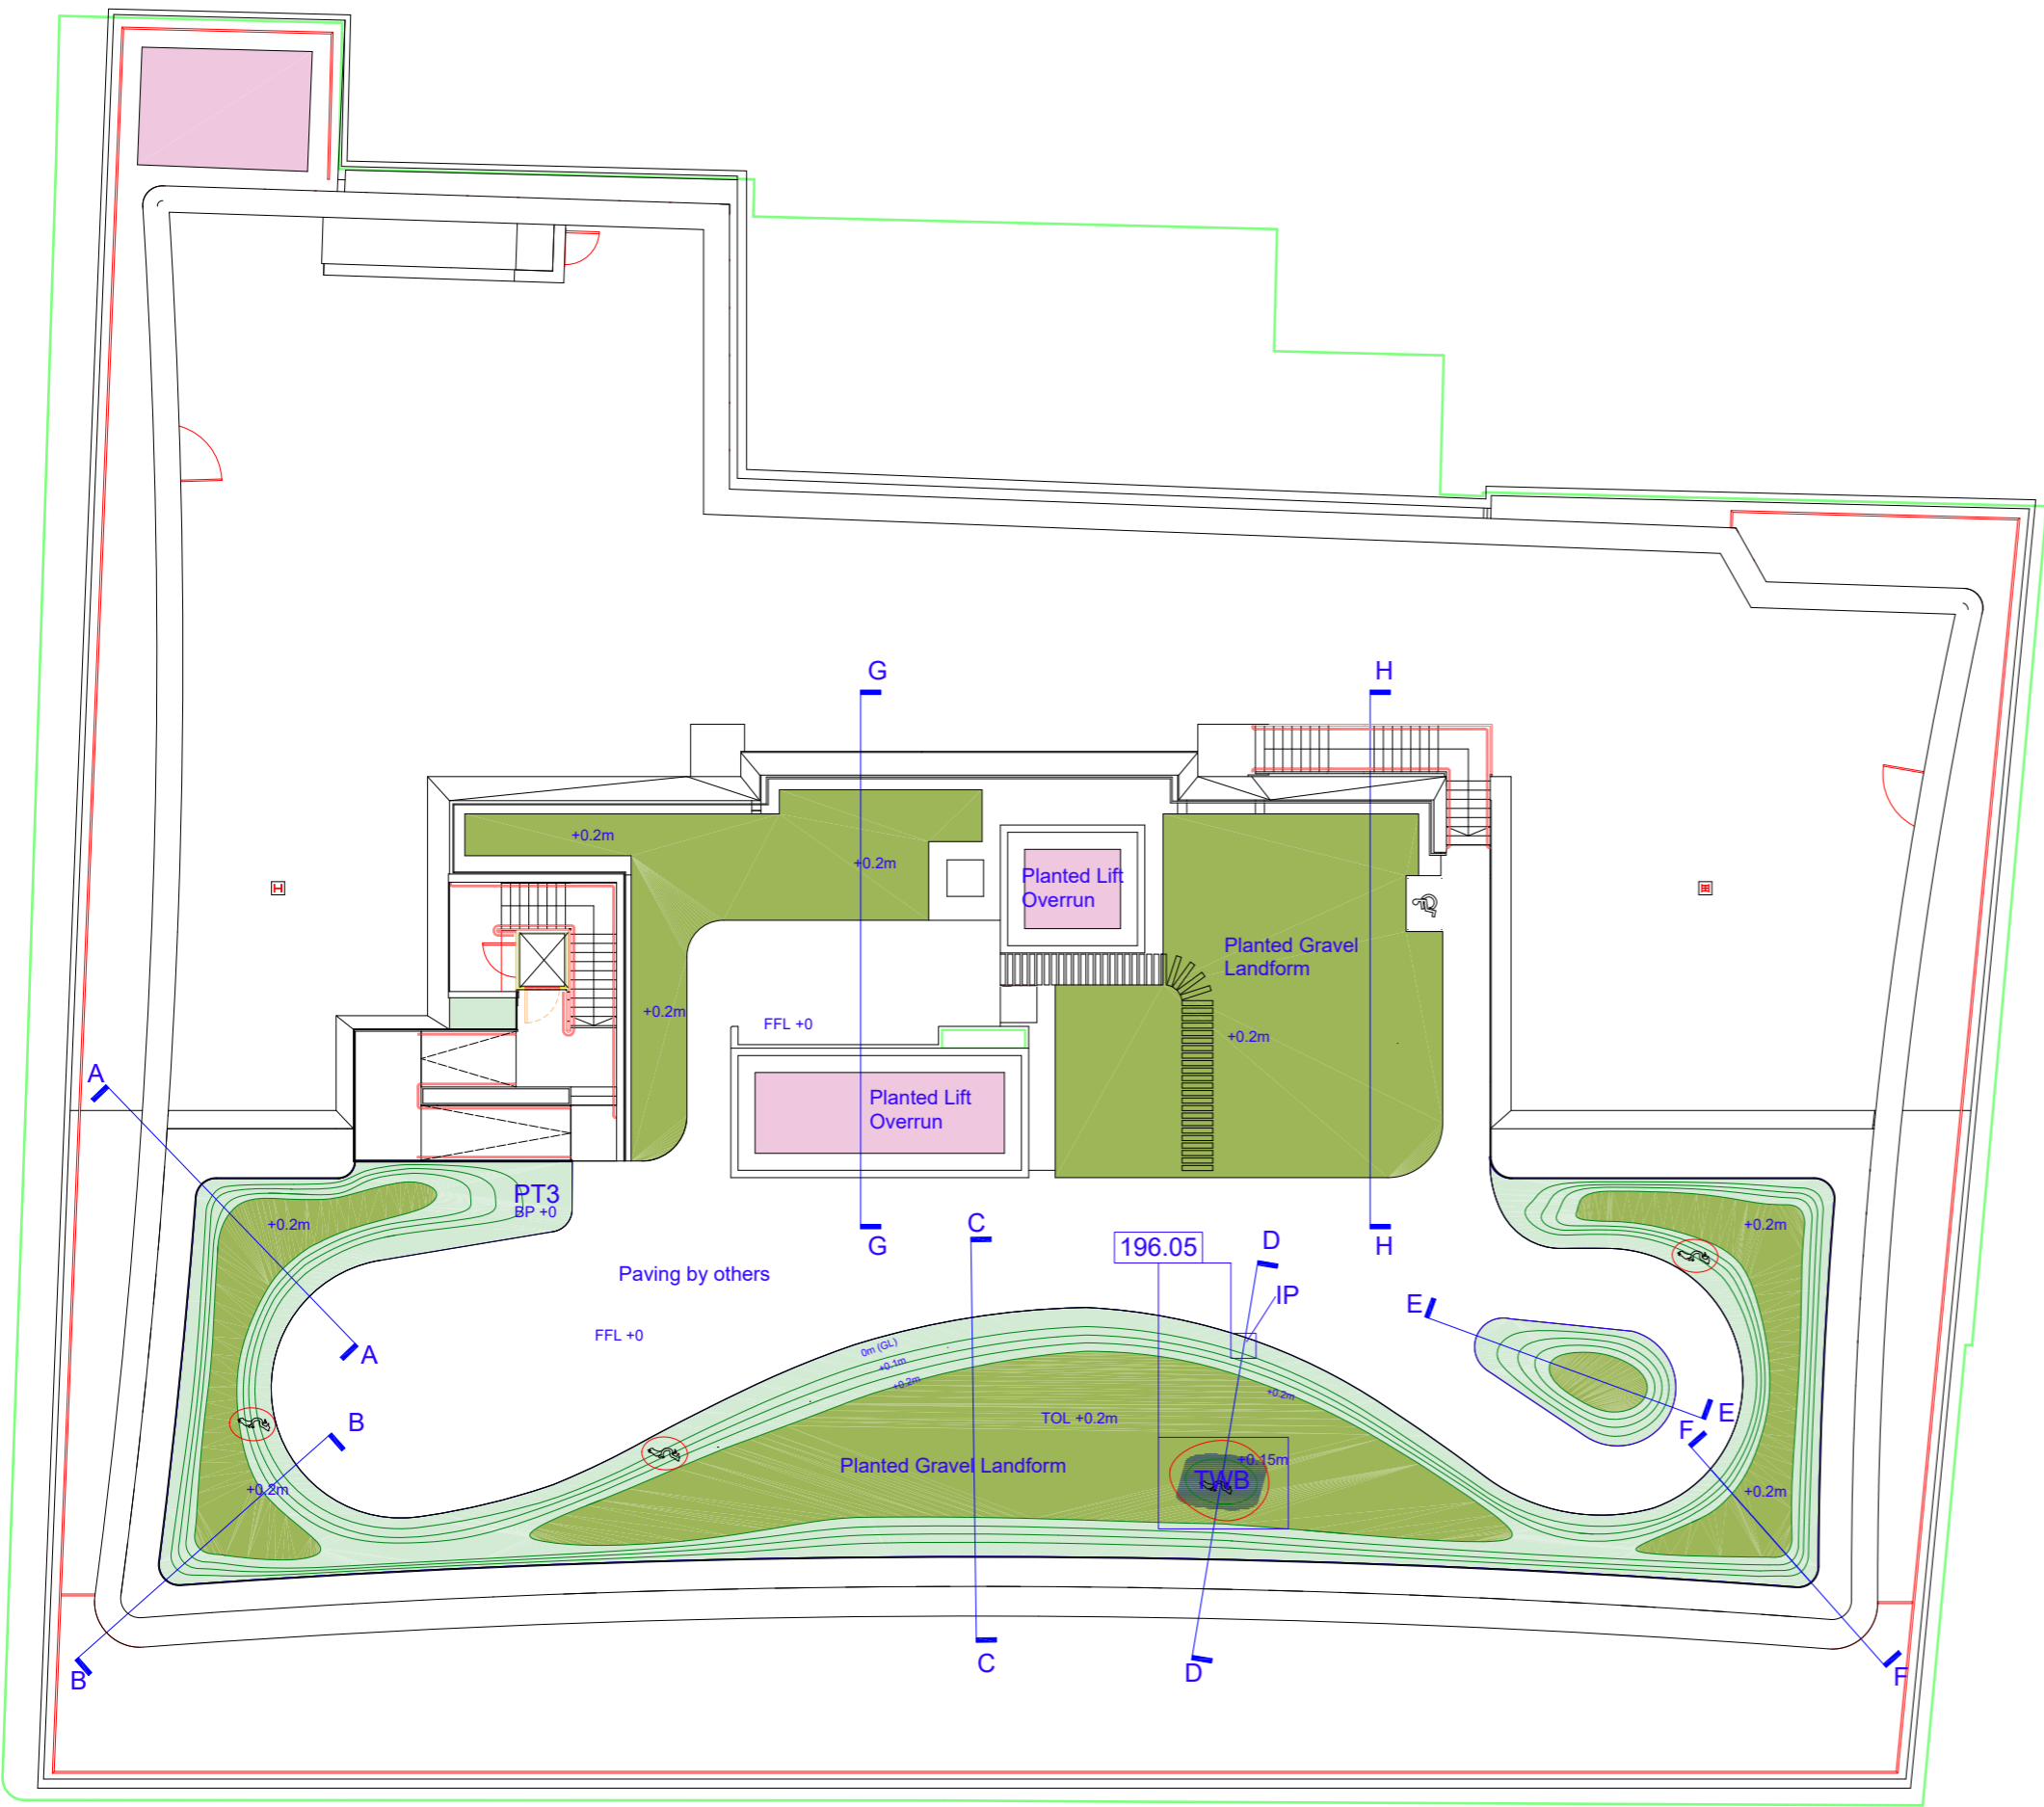 G
H
+0.2m
+0.2m
Planted Lift
Overrun
H
Planted Gravel
Landform
+0.2m
FFL +0
+0.2m
A
Planted Lift
Overrun
PT3
BP +0
+0.2m
+0.2m
C
G
196.05
D
H
Paving by others
IP
E
FFL +0
0m (GL)
+0.1m
+0.2m
A
+0.2m
E
TOL +0.2m
B
F
Planted Gravel Landform
+0.15m
TWB
+0.2m
+0.2m
B
C
D
F